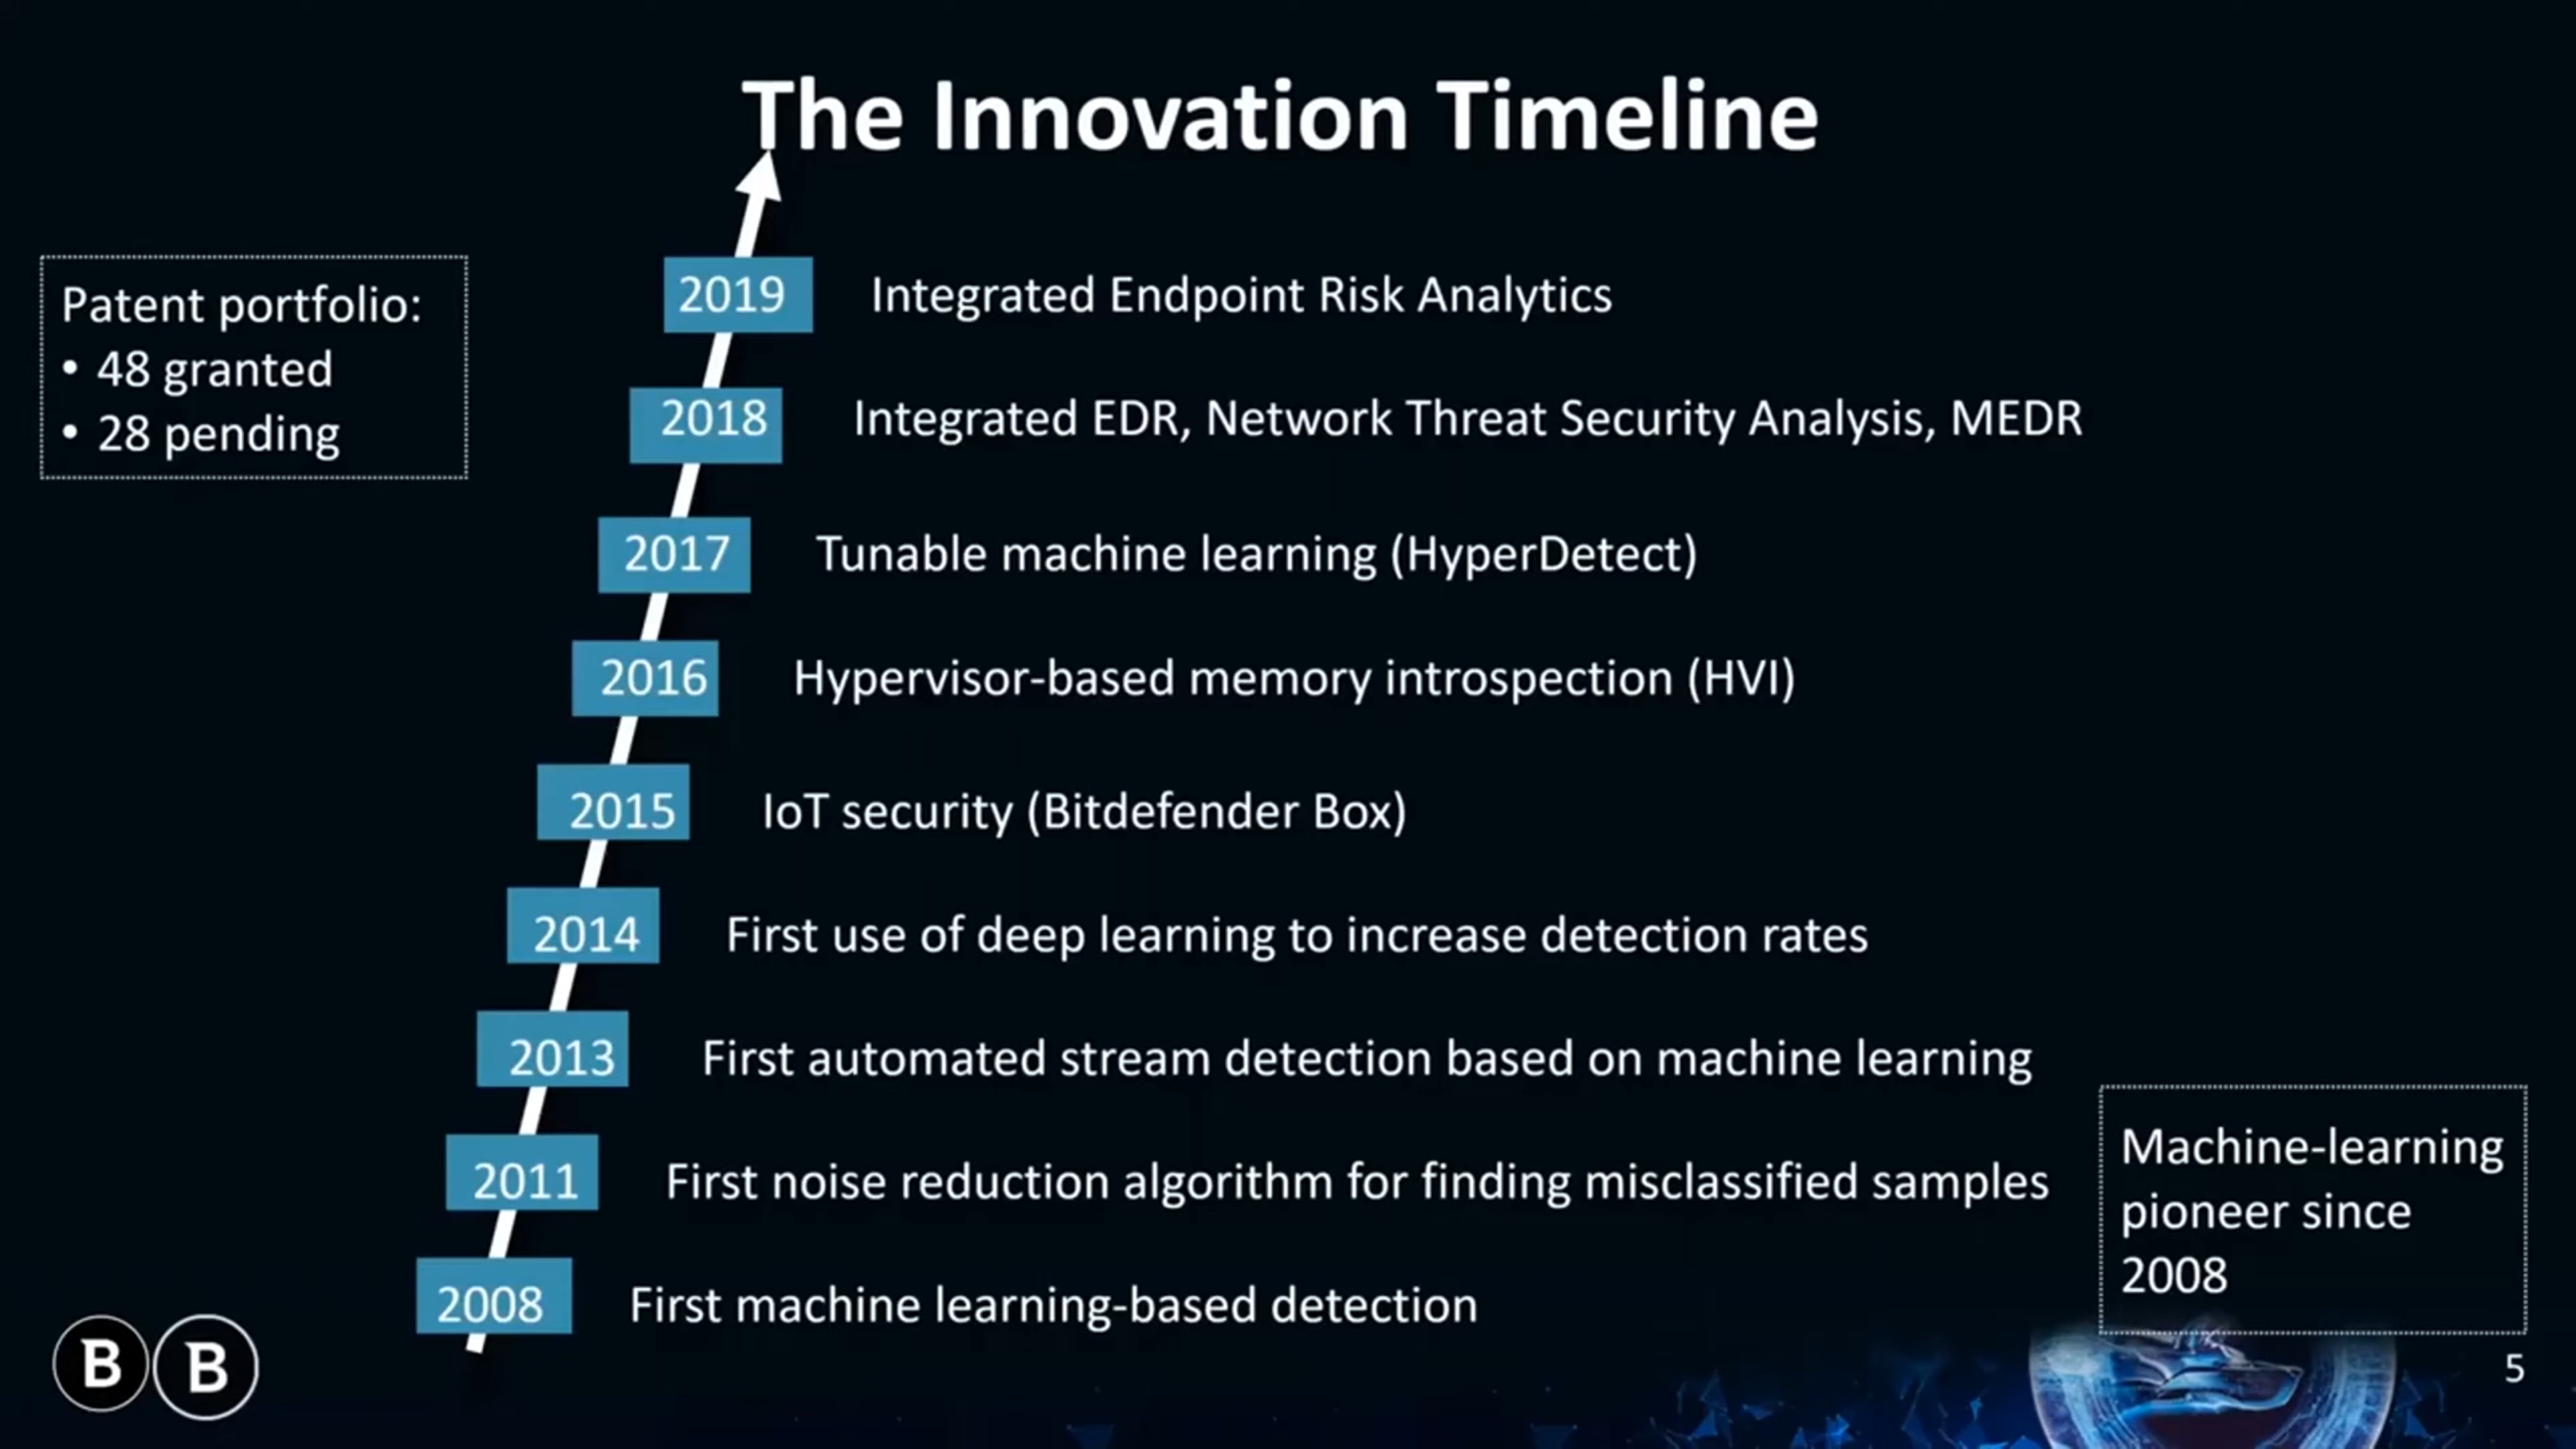 The Innovation Timeline
Patent portfolio:
• 48 granted
• 28 pending
2019 Integrated Endpoint Risk Analytics
2018 Integrated EDR, Network Threat Security Analysis, MEDR
2017 Tunable machine learning (HyperDetect)
2016 Hypervisor-based memory introspection (HVI)
2015 IoT security (Bitdefender Box)
2014 First use of deep learning to increase detection rates
2013 First automated stream detection based on machine learning
2011 First noise reduction algorithm for finding misclassified samples
2008 First machine learning-based detection
Machine-learning
pioneer since
2008
B B
5